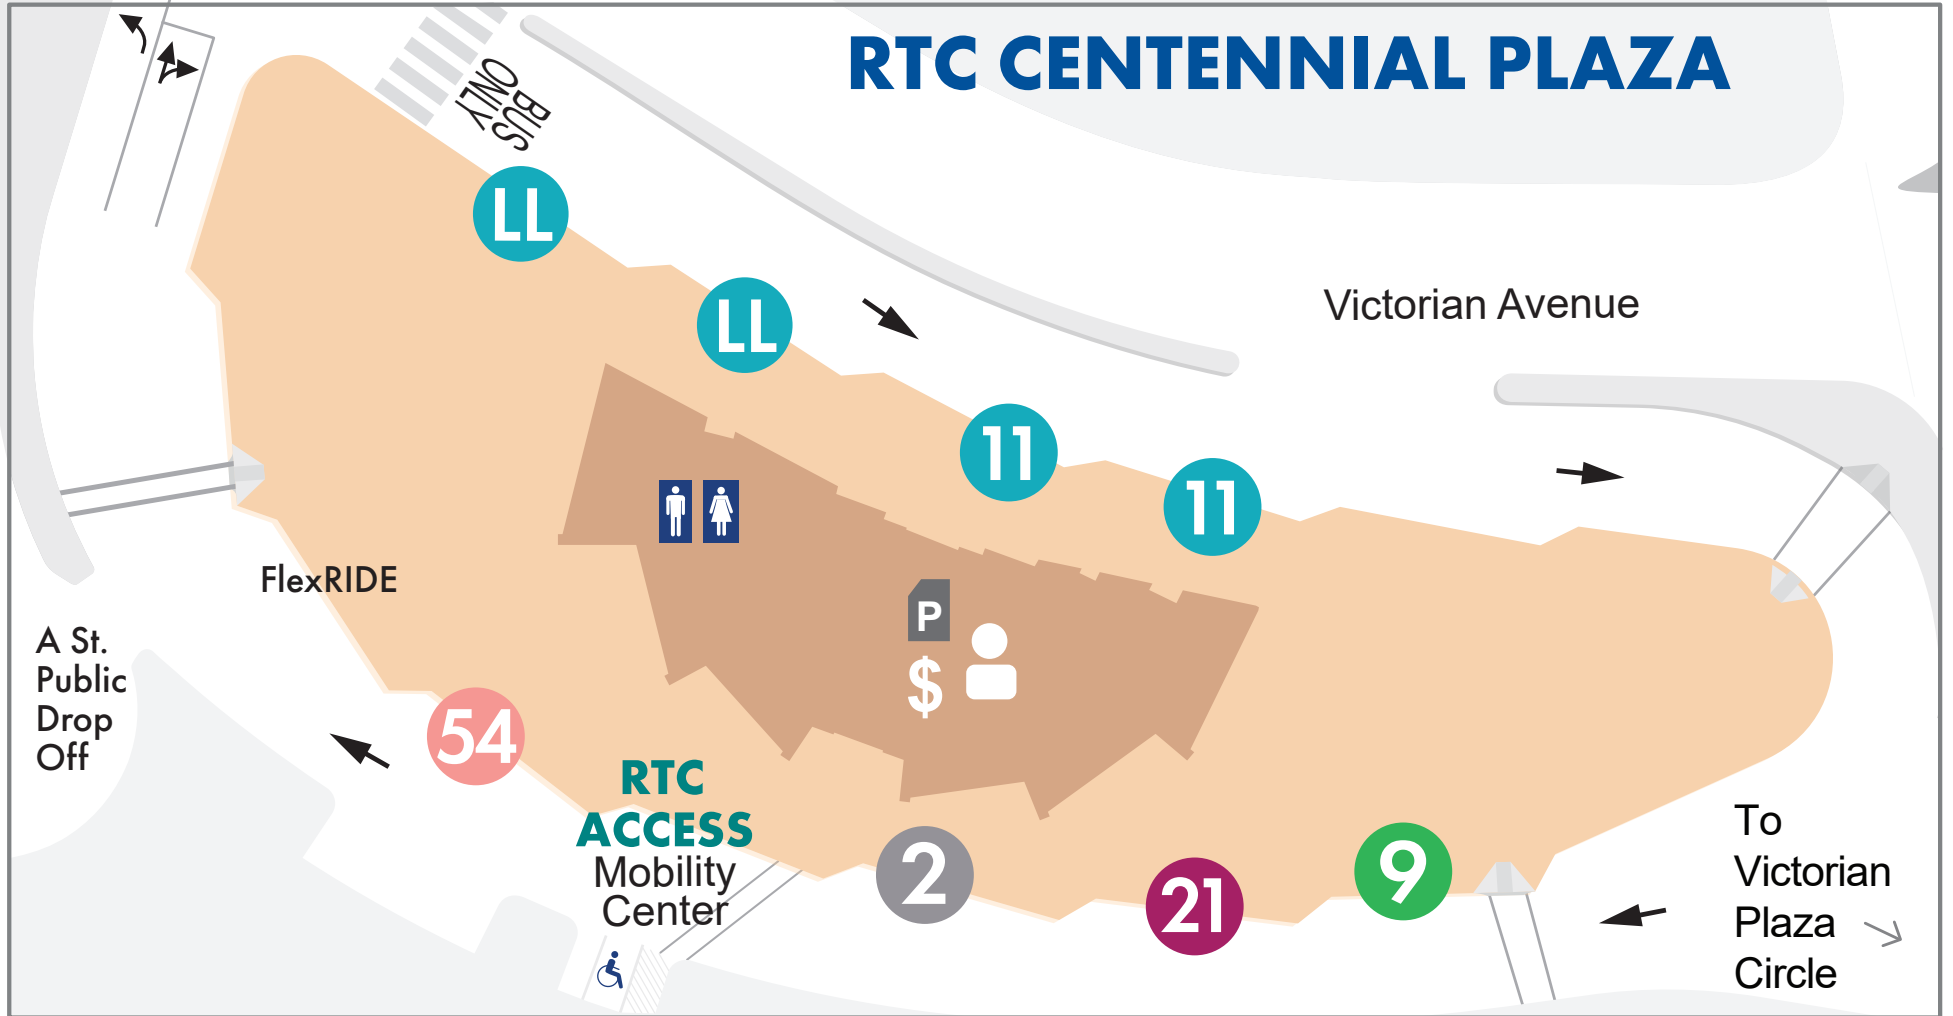 RTC CENTENNIAL PLAZA
BUS
ONLY
LL
LL
Victorian Avenue
11
11
FlexRIDE
P
$
A St.
Public
Drop
Off
54
RTC
ACCESS
Mobility
Center
2
21
9
To
Victorian
Plaza
Circle